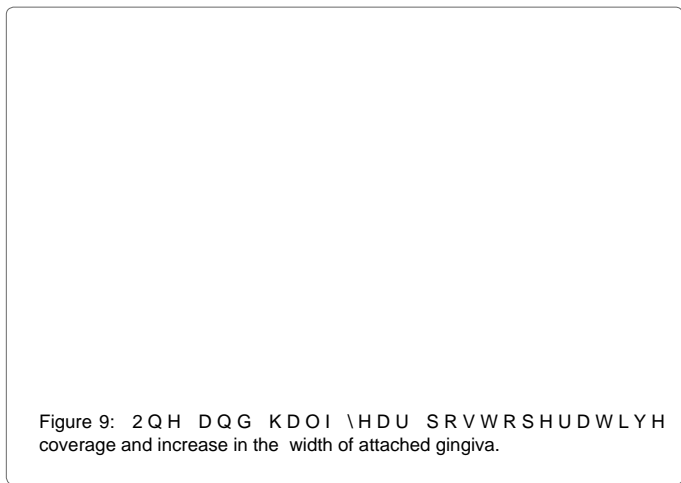 Figure 9: 2QH DQG KDOI \HDU SRVWRSHUDWLYH
coverage and increase in the width of attached gingiva.